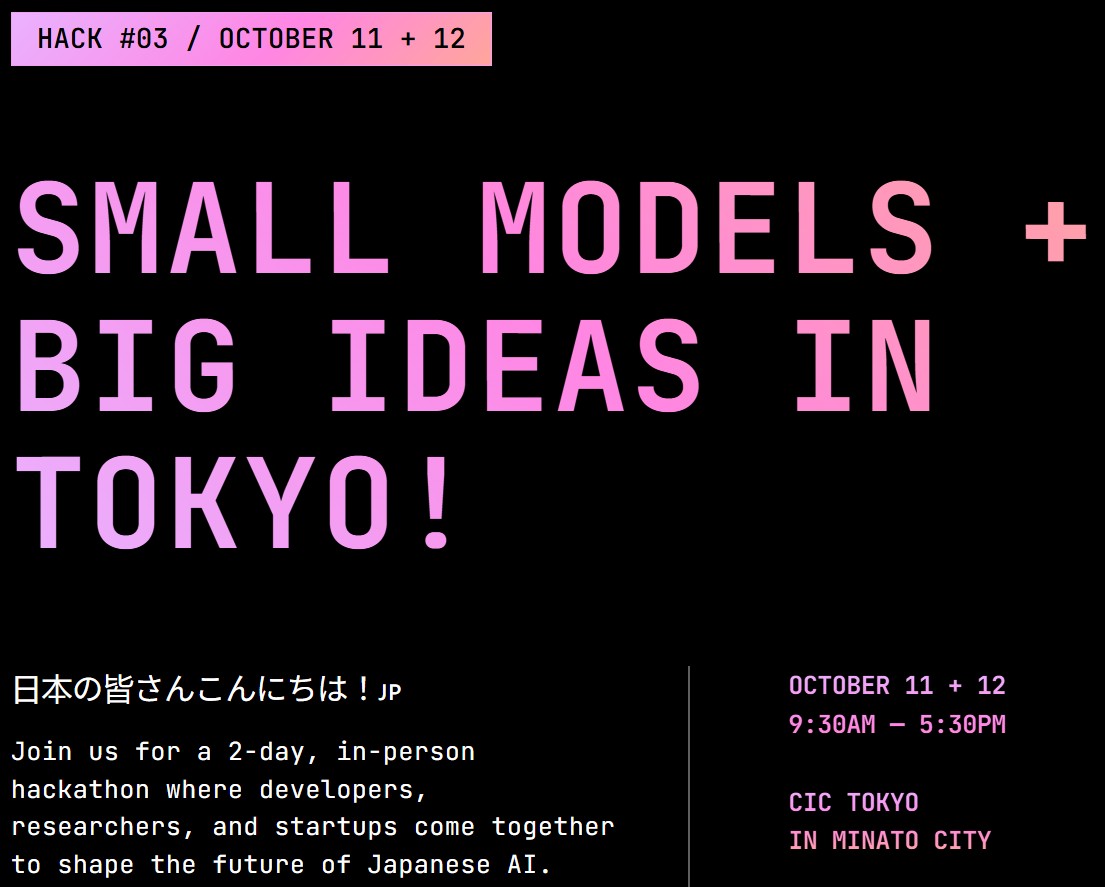 HACK #03 / OCTOBER 11 + 12
SMALL MODELS +
BIG IDEAS IN
TOKYO!
日本の皆さんこんにちは！JP
Join us for a 2-day, in-person
hackathon where developers,
researchers, and startups come together
to shape the future of Japanese AI.
OCTOBER 11 + 12
9:30AM — 5:30PM
CIC TOKYO
IN MINATO CITY